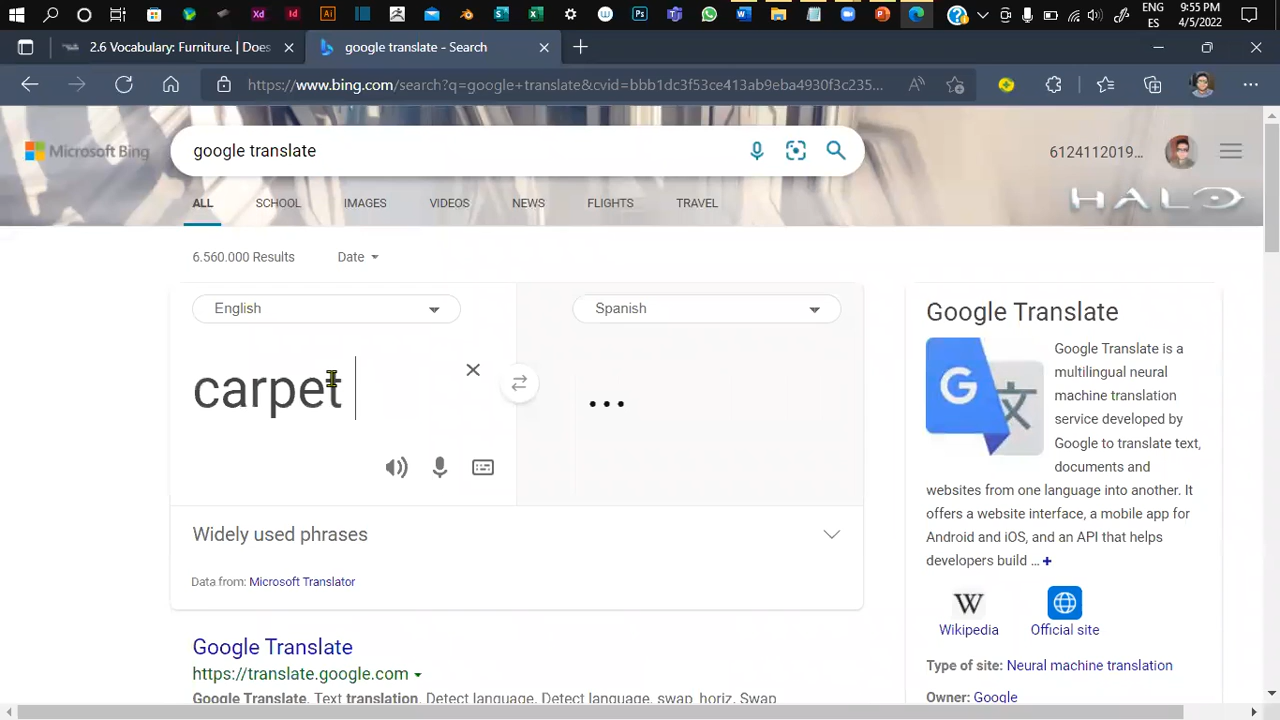 Xd
Id
Ai
Ps
ENG
ES
9:55 PM
4/5/2022
2.6 Vocabulary: Furniture. | Does
google translate - Search
https://www.bing.com/search?q=google+translate&cvid=bbb1dc3f53ce413ab9eba4930f3c235...
Microsoft Bing
google translate
6124112019...
HALO
ALL
SCHOOL
IMAGES
VIDEOS
NEWS
FLIGHTS
TRAVEL
6.560.000 Results
Date
English
Spanish
carpet
...
Widely used phrases
Data from: Microsoft Translator
Google Translate
https://translate.google.com
Google Translate. Text translation. Detect language. Detect language. swap_horiz. Swap
Google Translate
Google Translate is a
multilingual neural
machine translation
service developed by
Google to translate text,
documents and
websites from one language into another. It
offers a website interface, a mobile app for
Android and iOS, and an API that helps
developers build ... +
Wikipedia
Official site
Type of site: Neural machine translation
Owner: Google